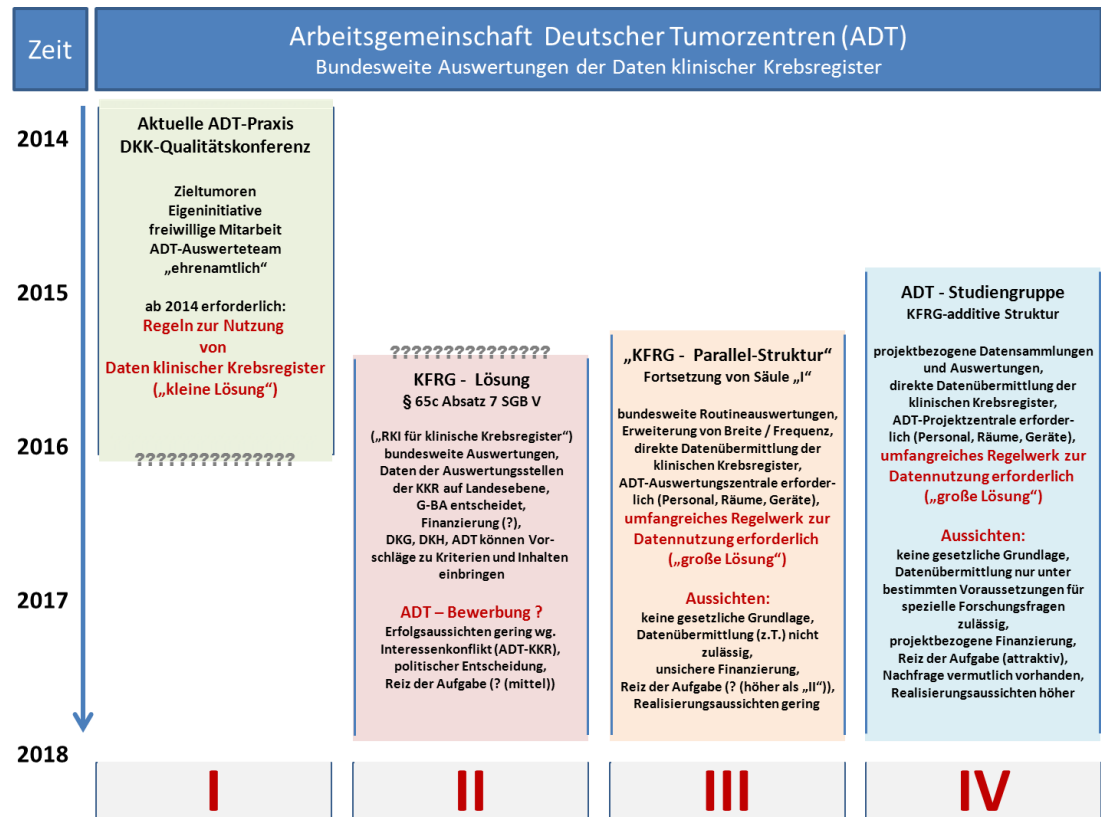 Zeit
Arbeitsgemeinschaft Deutscher Tumorzentren (ADT)
Bundesweite Auswertungen der Daten klinischer Krebsregister
2014
2015
2016
2017
2018
Aktuelle ADT-Praxis
DKK-Qualitätskonferenz
Zieltumoren
Eigeninitiative
freiwillige Mitarbeit
ADT-Auswerteteam
„ehrenamtlich“
ab 2014 erforderlich:
Regeln zur Nutzung
von
Daten klinischer Krebsregister
(„kleine Lösung“)
???????????????
???????????????
KFRG - Lösung
§ 65c Absatz 7 SGB V
(„RKI für klinische Krebsregister“)
bundesweite Auswertungen,
Daten der Auswertungsstellen
der KKR auf Landesebene,
G-BA entscheidet,
Finanzierung (?),
DKG, DKH, ADT können Vor-
schläge zu Kriterien und Inhalten
einbringen
ADT – Bewerbung ?
Erfolgsaussichten gering wg.
Interessenkonflikt (ADT-KKR),
politischer Entscheidung,
Reiz der Aufgabe (? (mittel))
„KFRG - Parallel-Struktur“
Fortsetzung von Säule „I“
bundesweite Routineauswertungen,
Erweiterung von Breite / Frequenz,
direkte Datenübermittlung der
klinischen Krebsregister,
ADT-Auswertungszentrale erforder-
lich (Personal, Räume, Geräte),
umfangreiches Regelwerk zur
Datennutzung erforderlich
(„große Lösung“)
Aussichten:
keine gesetzliche Grundlage,
Datenübermittlung (z.T.) nicht
zulässig,
unsichere Finanzierung,
Reiz der Aufgabe (? (höher als „II“)),
Realisierungsaussichten gering
ADT - Studiengruppe
KFRG-additive Struktur
projektbezogene Datensammlungen
und Auswertungen,
direkte Datenübermittlung der
klinischen Krebsregister,
ADT-Projektzentrale erforder-
lich (Personal, Räume, Geräte),
umfangreiches Regelwerk zur
Datennutzung erforderlich
(„große Lösung“)
Aussichten:
keine gesetzliche Grundlage,
Datenübermittlung nur unter
bestimmten Voraussetzungen für
spezielle Forschungsfragen
zulässig,
projektbezogene Finanzierung,
Reiz der Aufgabe (attraktiv),
Nachfrage vermutlich vorhanden,
Realisierungsaussichten höher
I
II
III
IV